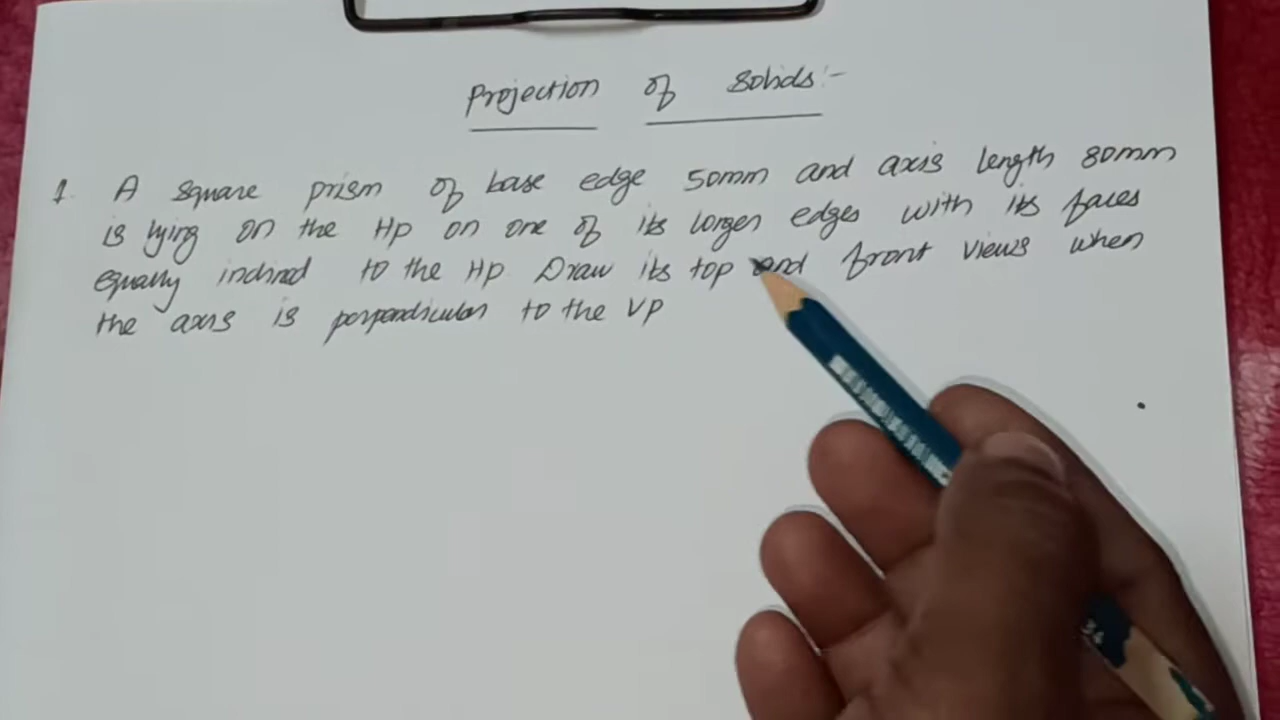 Projection of Solids:-
1. A square prism of base edge 50mm and axis length 80mm
is lying on the Hp on one of its longer edges with its faces
equally inclined to the Hp. Draw its top and front views when
the axis is perpendicular to the VP